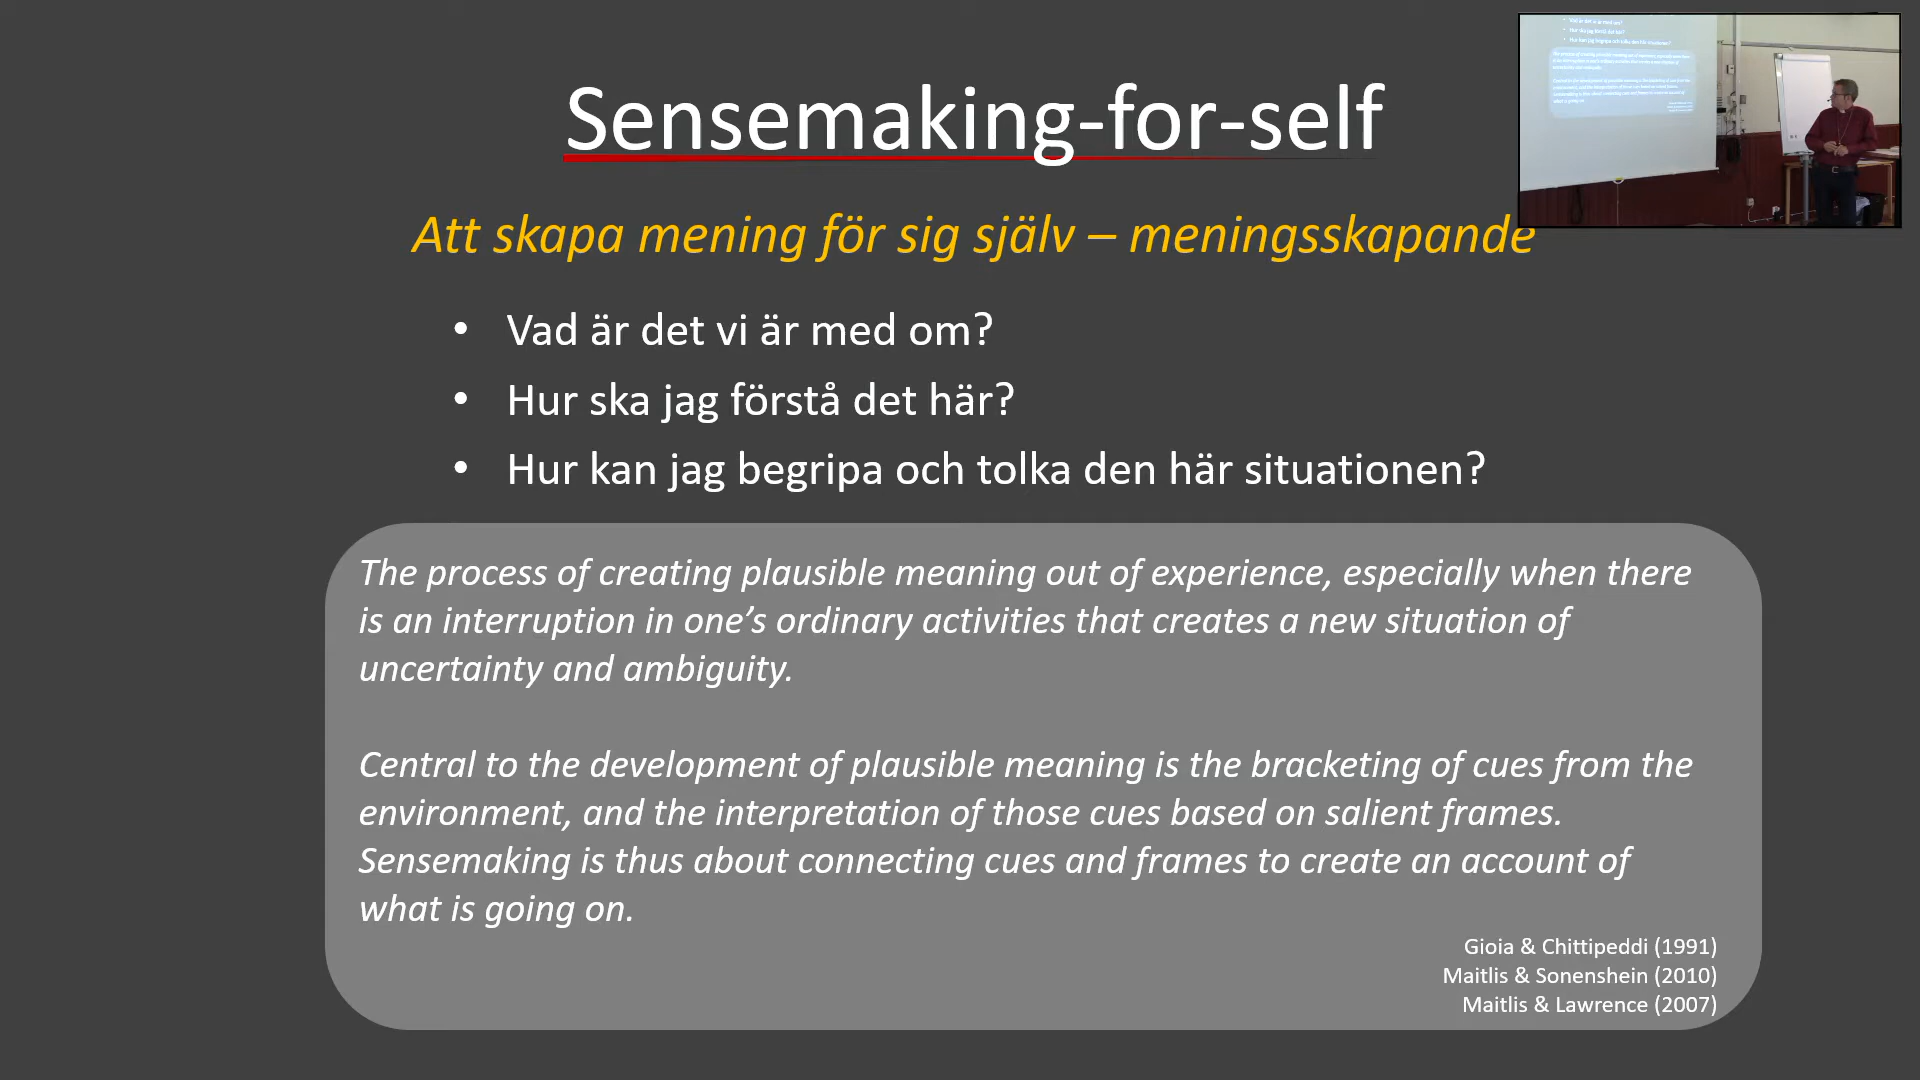 Sensemaking-for-self
Att skapa mening för sig själv – meningsskapande
• Vad är det vi är med om?
• Hur ska jag förstå det här?
• Hur kan jag begripa och tolka den här situationen?
The process of creating plausible meaning out of experience, especially when there
is an interruption in one’s ordinary activities that creates a new situation of
uncertainty and ambiguity.
Central to the development of plausible meaning is the bracketing of cues from the
environment, and the interpretation of those cues based on salient frames.
Sensemaking is thus about connecting cues and frames to create an account of
what is going on.
Gioia & Chittipeddi (1991)
Maitlis & Sonenshein (2010)
Maitlis & Lawrence (2007)